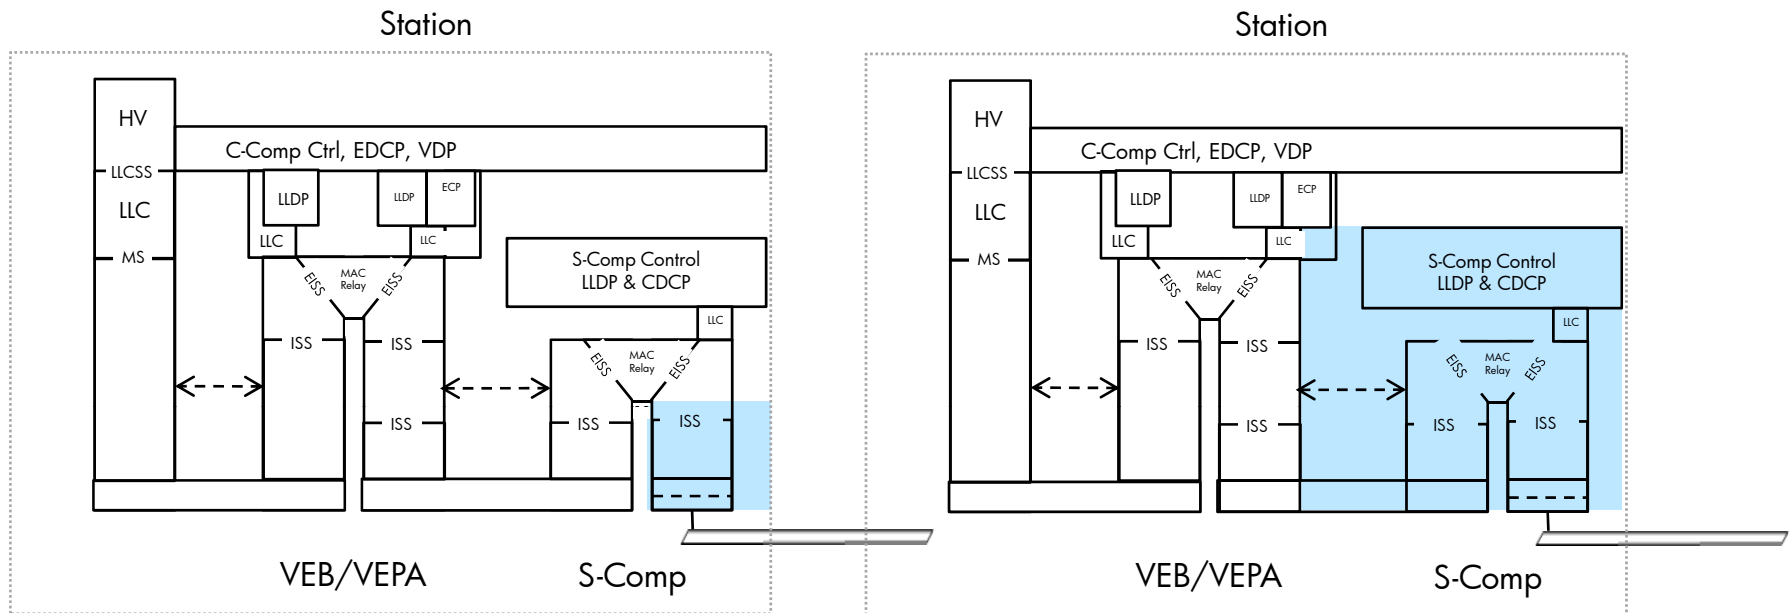 Station
HV
C-Comp Ctrl, EDCP, VDP
LLCSS
LLDP
LLDP
ECP
LLC
LLC
LLC
MS
EISS
MAC
Relay
EISS
S-Comp Control
LLDP & CDCP
LLC
ISS
ISS
EISS
MAC
Relay
EISS
ISS
ISS
ISS
VEB/VEPA
S-Comp
Station
HV
C-Comp Ctrl, EDCP, VDP
LLCSS
LLDP
LLDP
ECP
LLC
LLC
LLC
MS
EISS
MAC
Relay
EISS
S-Comp Control
LLDP & CDCP
LLC
ISS
ISS
EISS
MAC
Relay
EISS
ISS
ISS
ISS
VEB/VEPA
S-Comp